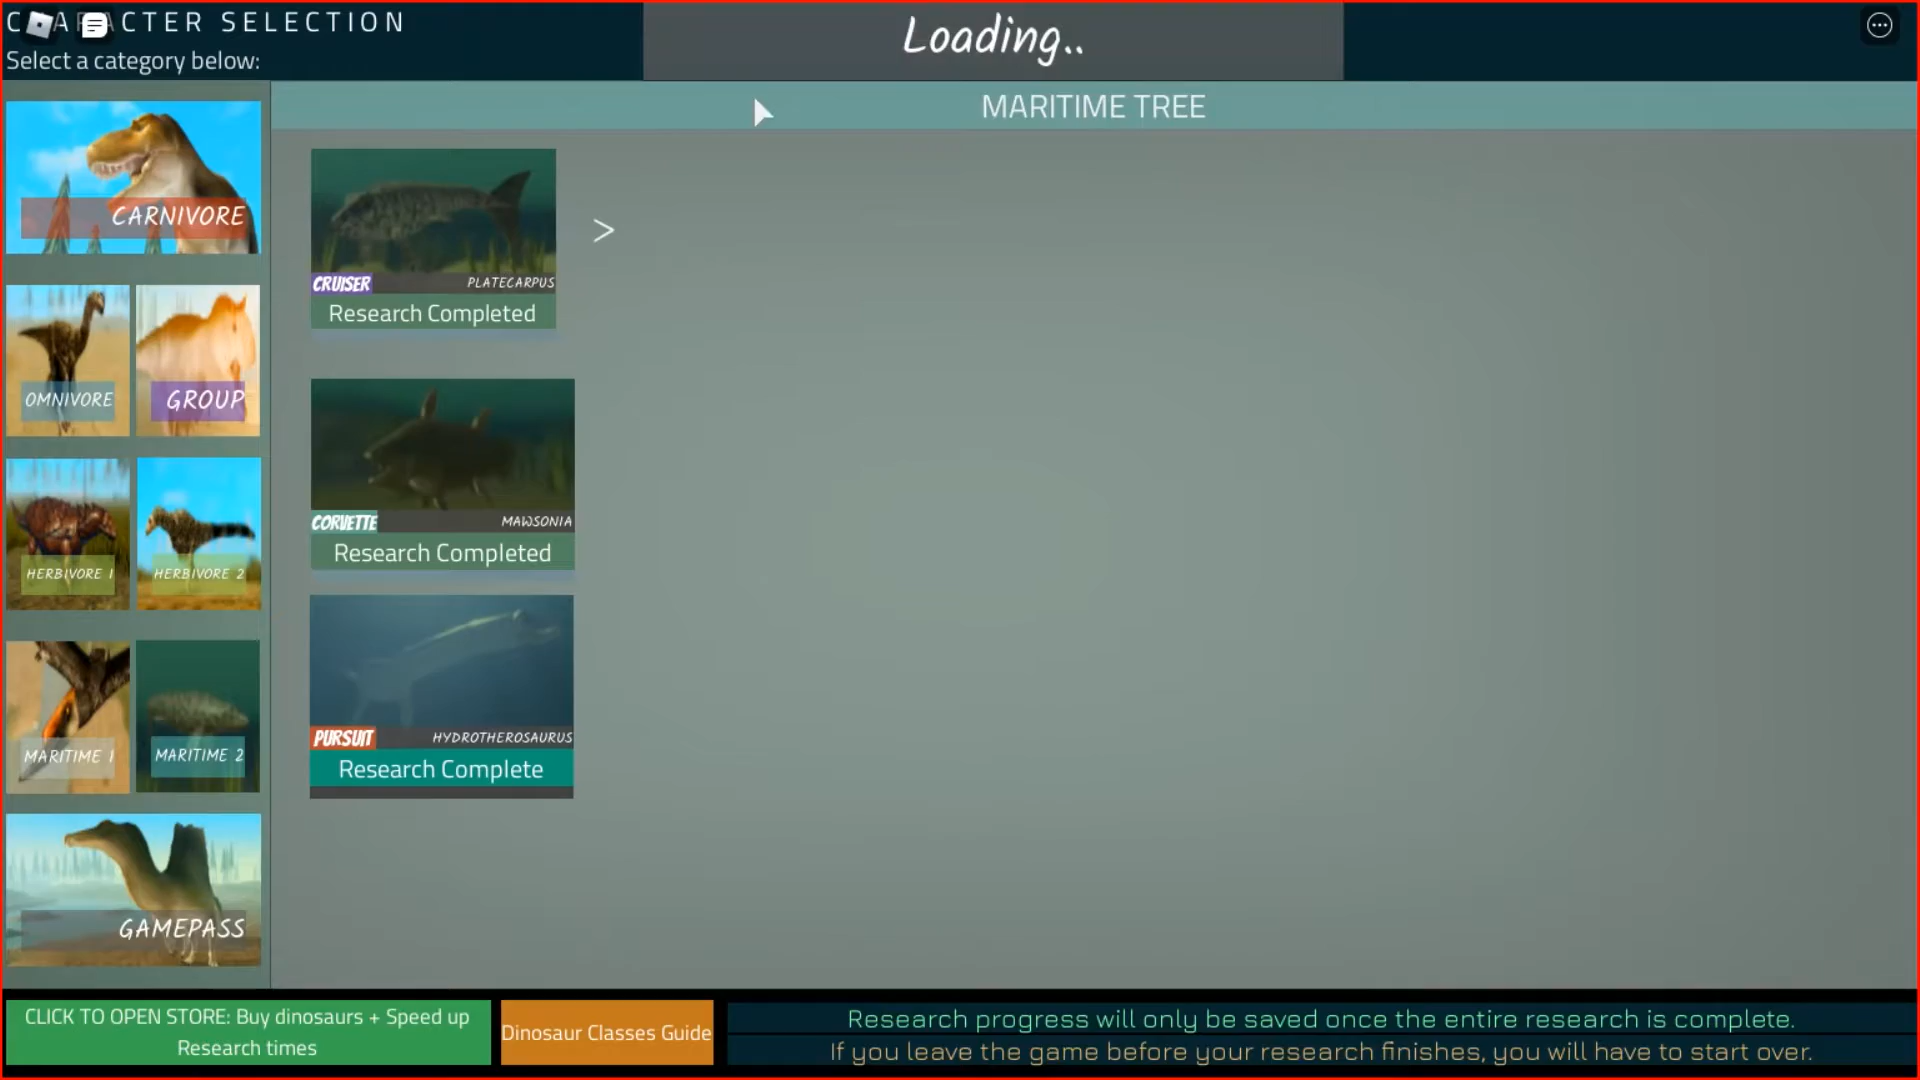 CHARACTER SELECTION
Select a category below:
Loading..
MARITIME TREE
CARNIVORE
OMNIVORE
GROUP
HERBIVORE 1
HERBIVORE 2
MARITIME 1
MARITIME 2
GAMEPASS
CRUISER
PLATECARPUS
Research Completed
>
CORVETTE
MAWSONIA
Research Completed
PURSUIT
HYDROTHEROSAURUS
Research Complete
CLICK TO OPEN STORE: Buy dinosaurs + Speed up
Research times
Dinosaur Classes Guide
Research progress will only be saved once the entire research is complete.
If you leave the game before your research finishes, you will have to start over.